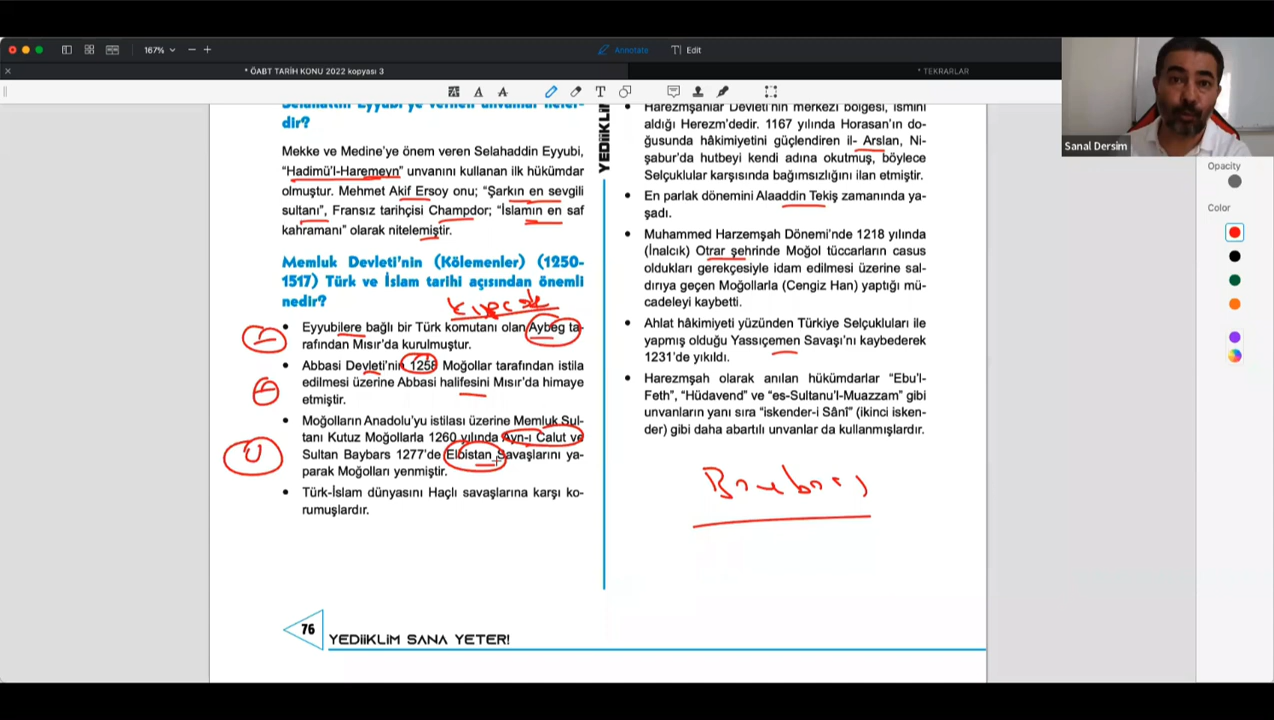 167%
Annotate
Edit
* ÖABT TARİH KONU 2022 kopyası 3
* TEKRARLAR
Sanal Dersim
Opacity
Color
Selahattin Eyyubi'ye verilen unvanlar neler-
dir?
Mekke ve Medine'ye önem veren Selahaddin Eyyubi,
"Hadimü'l-Haremeyn" unvanını kullanan ilk hükümdar
olmuştur. Mehmet Akif Ersoy onu; "Şarkın en sevgili
sultanı", Fransız tarihçisi Champdor; "İslamın en saf
kahramanı" olarak nitelemiştir.
Memluk Devleti'nin (Kölemenler) (1250-
1517) Türk ve İslam tarihi açısından önemli
nedir?
• Eyyubilere bağlı bir Türk komutanı olan Aybeg ta-
rafından Mısır'da kurulmuştur.
• Abbasi Devleti'nin 1258 Moğollar tarafından istila
edilmesi üzerine Abbasi halifesini Mısır'da himaye
etmiştir.
• Moğolların Anadolu'yu istilası üzerine Memluk Sul-
tanı Kutuz Moğollarla 1260 yılında Ayn-ı Calut ve
Sultan Baybars 1277'de Elbistan Savaşlarını ya-
parak Moğolları yenmiştir.
• Türk-İslam dünyasını Haçlı savaşlarına karşı ko-
rumuşlardır.
YEDİİKLİM
• Harezmşahlar Devleti'nin merkezi bölgesi, ismini
aldığı Herezm'dedir. 1167 yılında Horasan'ın do-
ğusunda hâkimiyetini güçlendiren il- Arslan, Ni-
şabur'da hutbeyi kendi adına okutmuş, böylece
Selçuklular karşısında bağımsızlığını ilan etmiştir.
• En parlak dönemini Alaaddin Tekiş zamanında ya-
şadı.
• Muhammed Harzemşah Dönemi'nde 1218 yılında
(İnalcık) Otrar şehrinde Moğol tüccarların casus
oldukları gerekçesiyle idam edilmesi üzerine sal-
dırıya geçen Moğollarla (Cengiz Han) yaptığı mü-
cadeleyi kaybetti.
• Ahlat hâkimiyeti yüzünden Türkiye Selçukluları ile
yapmış olduğu Yassıçemen Savaşı'nı kaybederek
1231'de yıkıldı.
• Harezmşah olarak anılan hükümdarlar "Ebu'l-
Feth", "Hüdavend" ve "es-Sultanu'l-Muazzam" gibi
unvanların yanı sıra "iskender-i Sânî" (ikinci isken-
der) gibi daha abartılı unvanlar da kullanmışlardır.
Baybars
76
YEDİİKLİM SANA YETER!